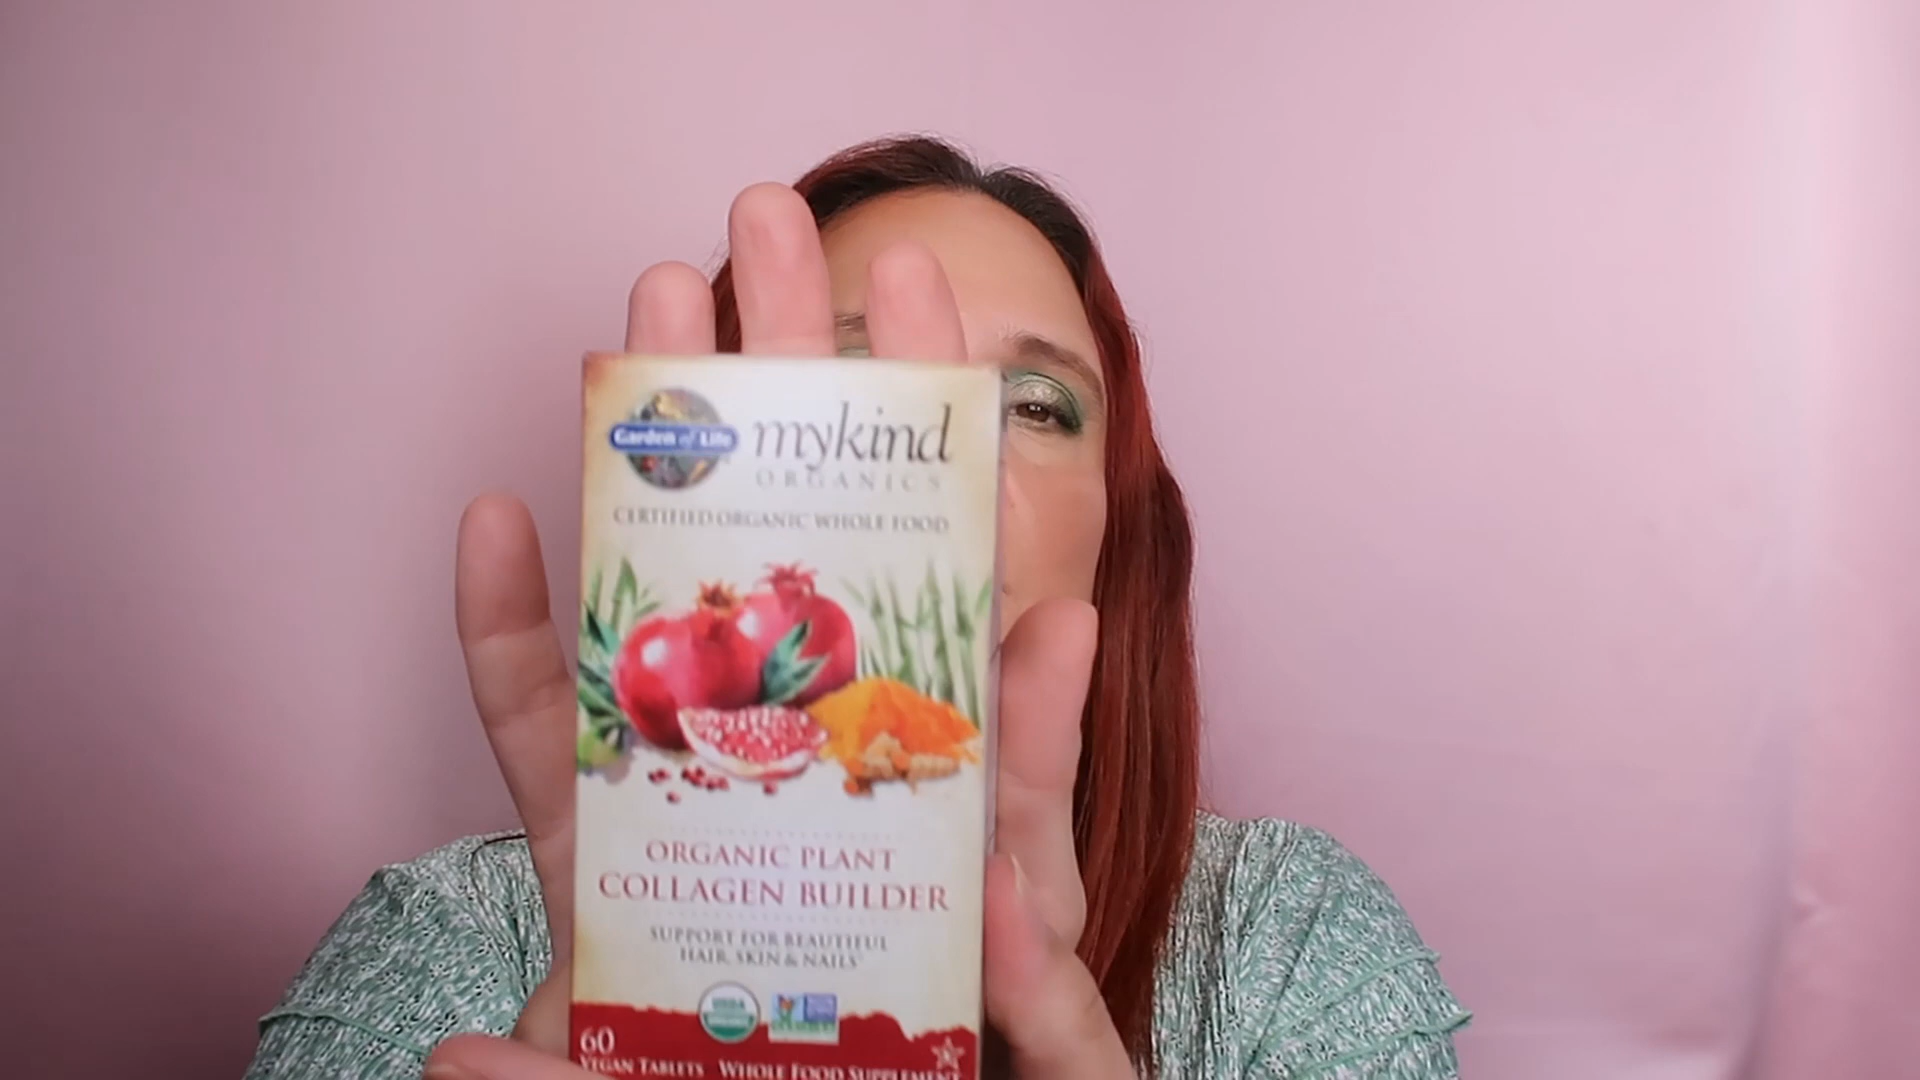 Garden of Life
mykind
ORGANICS
CERTIFIED ORGANIC WHOLE FOOD
ORGANIC PLANT
COLLAGEN BUILDER
SUPPORT FOR BEAUTIFUL
HAIR, SKIN & NAILS
USDA
60
VEGAN TABLETS WHOLE FOOD SUPPLEMENT